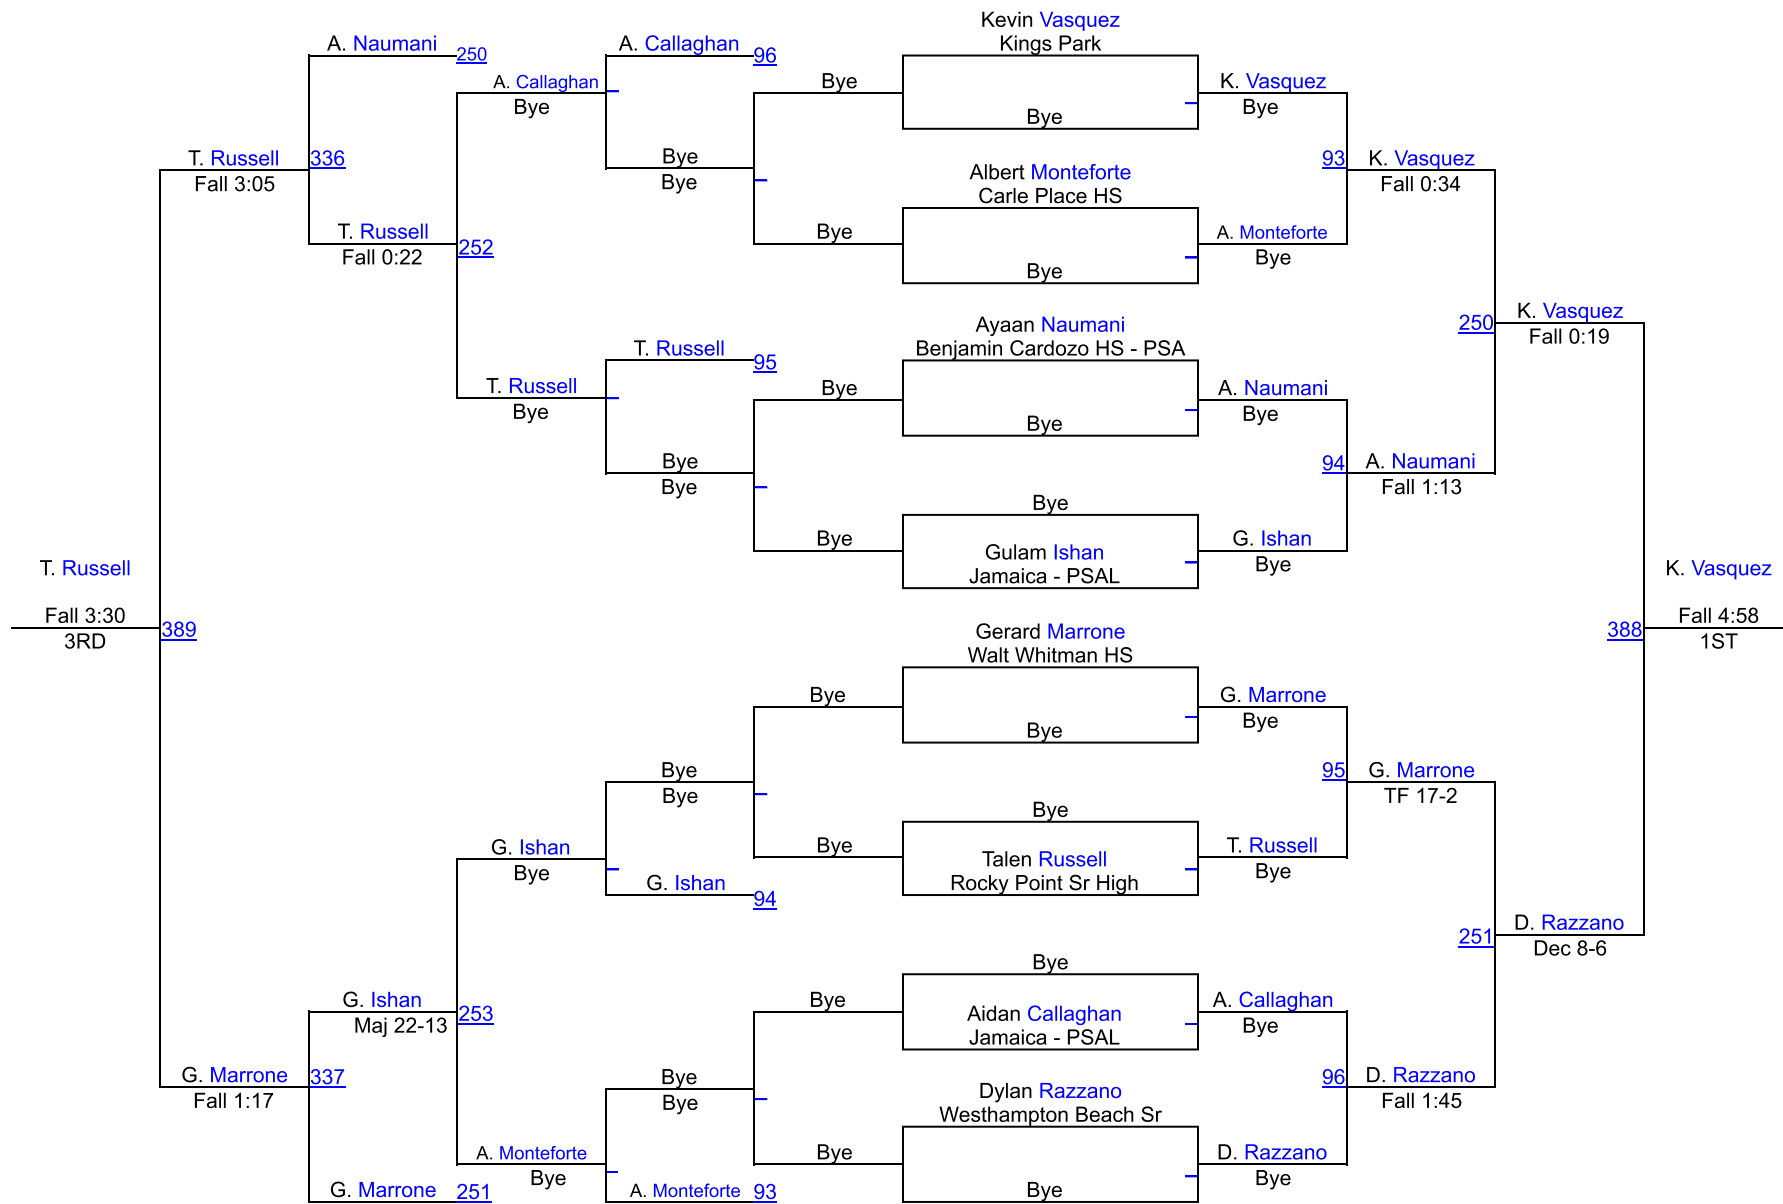 Kevin Vasquez
A. Naumani
A. Callaghan
Kings Park
250
96
A. Callaghan
Bye
K. Vasquez
Bye
Bye
Bye
T. Russell
336
Bye
93
K. Vasquez
Fall 3:05
Bye
Albert Monteforte
Fall 0:34
Carle Place HS
T. Russell
Bye
A. Monteforte
Fall 0:22
252
Bye
Bye
K. Vasquez
Ayaan Naumani
250
Fall 0:19
T. Russell
Benjamin Cardozo HS - PSA
95
T. Russell
Bye
A. Naumani
Bye
Bye
Bye
Bye
94
A. Naumani
Bye
Fall 1:13
Bye
Bye
Gulam Ishan
G. Ishan
T. Russell
Jamaica - PSAL
Bye
K. Vasquez
Fall 3:30
389
Gerard Marrone
388
Fall 4:58
3RD
Walt Whitman HS
1ST
Bye
G. Marrone
Bye
Bye
Bye
95
G. Marrone
Bye
TF 17-2
Bye
G. Ishan
Bye
Talen Russell
T. Russell
Bye
G. Ishan
94
Rocky Point Sr High
Bye
251
D. Razzano
Dec 8-6
Bye
G. Ishan
253
Bye
Aidan Callaghan
A. Callaghan
Maj 22-13
Jamaica - PSAL
Bye
G. Marrone
337
Bye
96
D. Razzano
Fall 1:17
Bye
Dylan Razzano
Fall 1:45
Westhampton Beach Sr
A. Monteforte
Bye
D. Razzano
Bye
Bye
G. Marrone
251
A. Monteforte
93
Bye